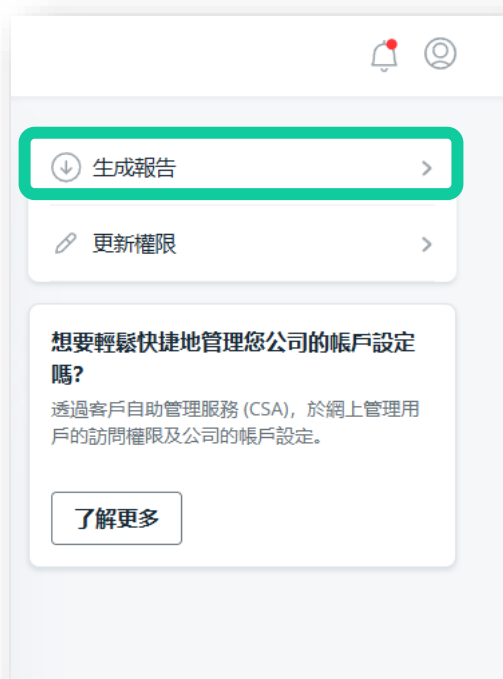 生成報告
更新權限
想要輕鬆快捷地管理您公司的帳戶設定
嗎?
透過客戶自助管理服務 (CSA)，於網上管理用
戶的訪問權限及公司的帳戶設定。
了解更多